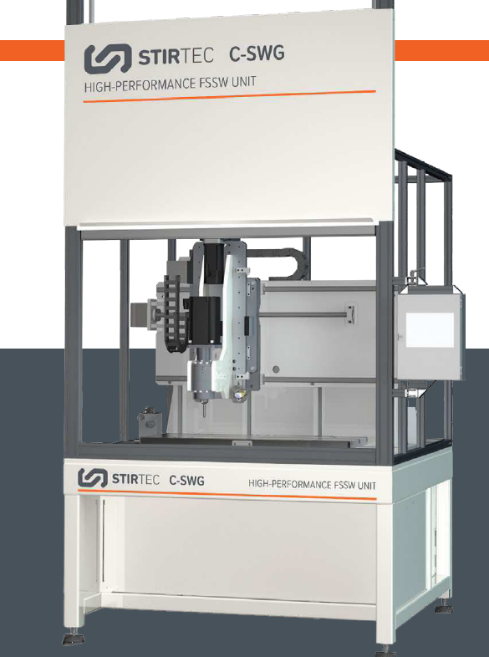 STIRTEC C-SWG
HIGH-PERFORMANCE FSSW UNIT
STIRTEC C-SWG HIGH-PERFORMANCE FSSW UNIT